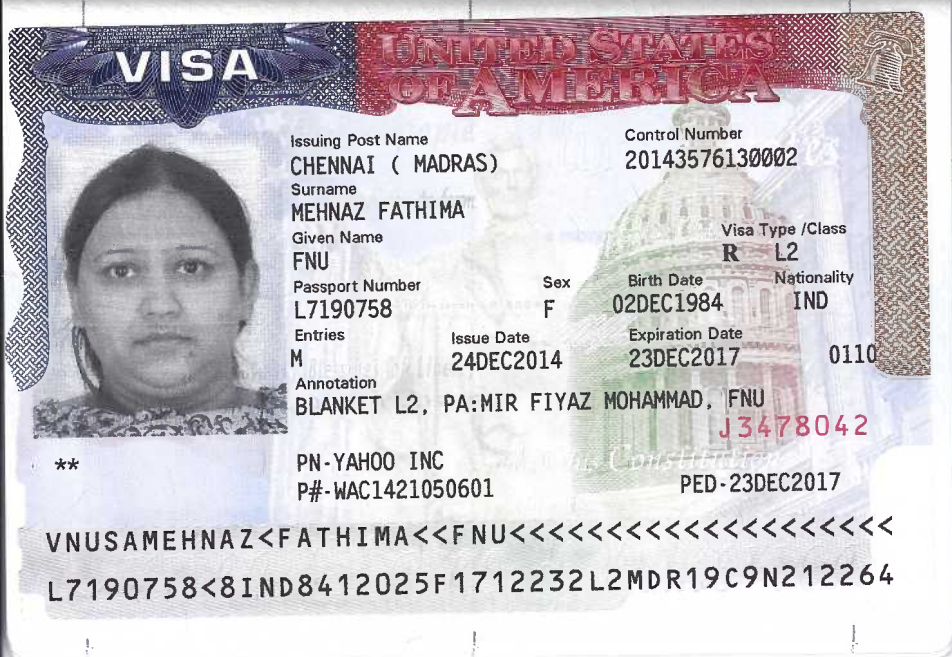 VISA
UNITED STATES
OF AMERICA
Issuing Post Name
Control Number
CHENNAI ( MADRAS)
20143576130002
Surname
MEHNAZ FATHIMA
Given Name
Visa Type /Class
FNU
R L2
Passport Number
Sex
Birth Date
Nationality
L7190758
F
02DEC1984
IND
Entries
Issue Date
Expiration Date
M
24DEC2014
23DEC2017
0110
Annotation
BLANKET L2, PA:MIR FIYAZ MOHAMMAD, FNU
J3478042
**
PN-YAHOO INC
Constitution
P#-WAC1421050601
PED-23DEC2017
VNUSAMEHNAZ<FATHIMA<<FNU<<<<<<<<<<<<<<<<<<<<
L7190758<8IND8412025F1712232L2MDR19C9N212264